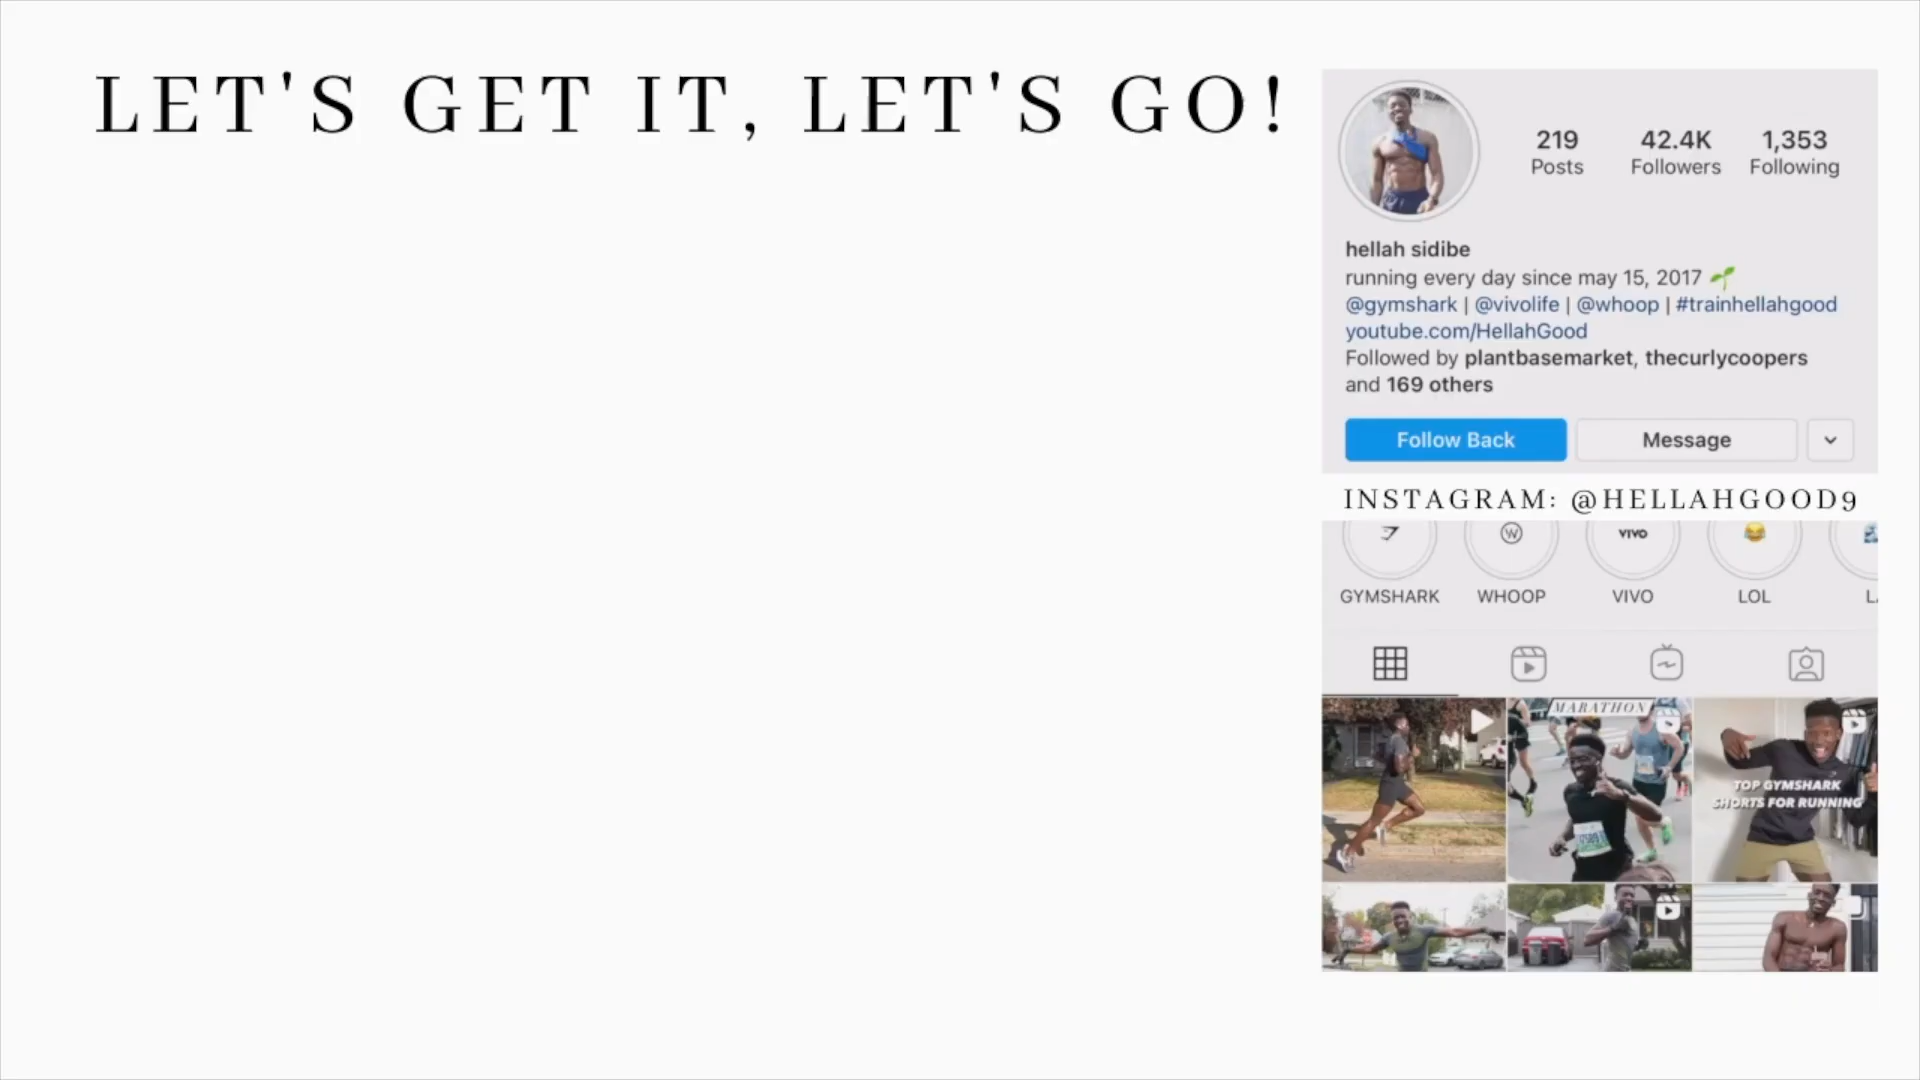 LET'S GET IT, LET'S GO!
219 42.4K 1,353
Posts Followers Following
hellah sidibe
running every day since may 15, 2017 🌱
@gymshark | @vivolife | @whoop | #trainhellahgood
youtube.com/HellahGood
Followed by plantbasemarket, thecurlycoopers
and 169 others
Follow Back Message
INSTAGRAM: @HELLAHGOOD9
VIVO
GYMSHARK WHOOP VIVO LOL
MARATHON
TOP GYMSHARK
SHORTS FOR RUNNING